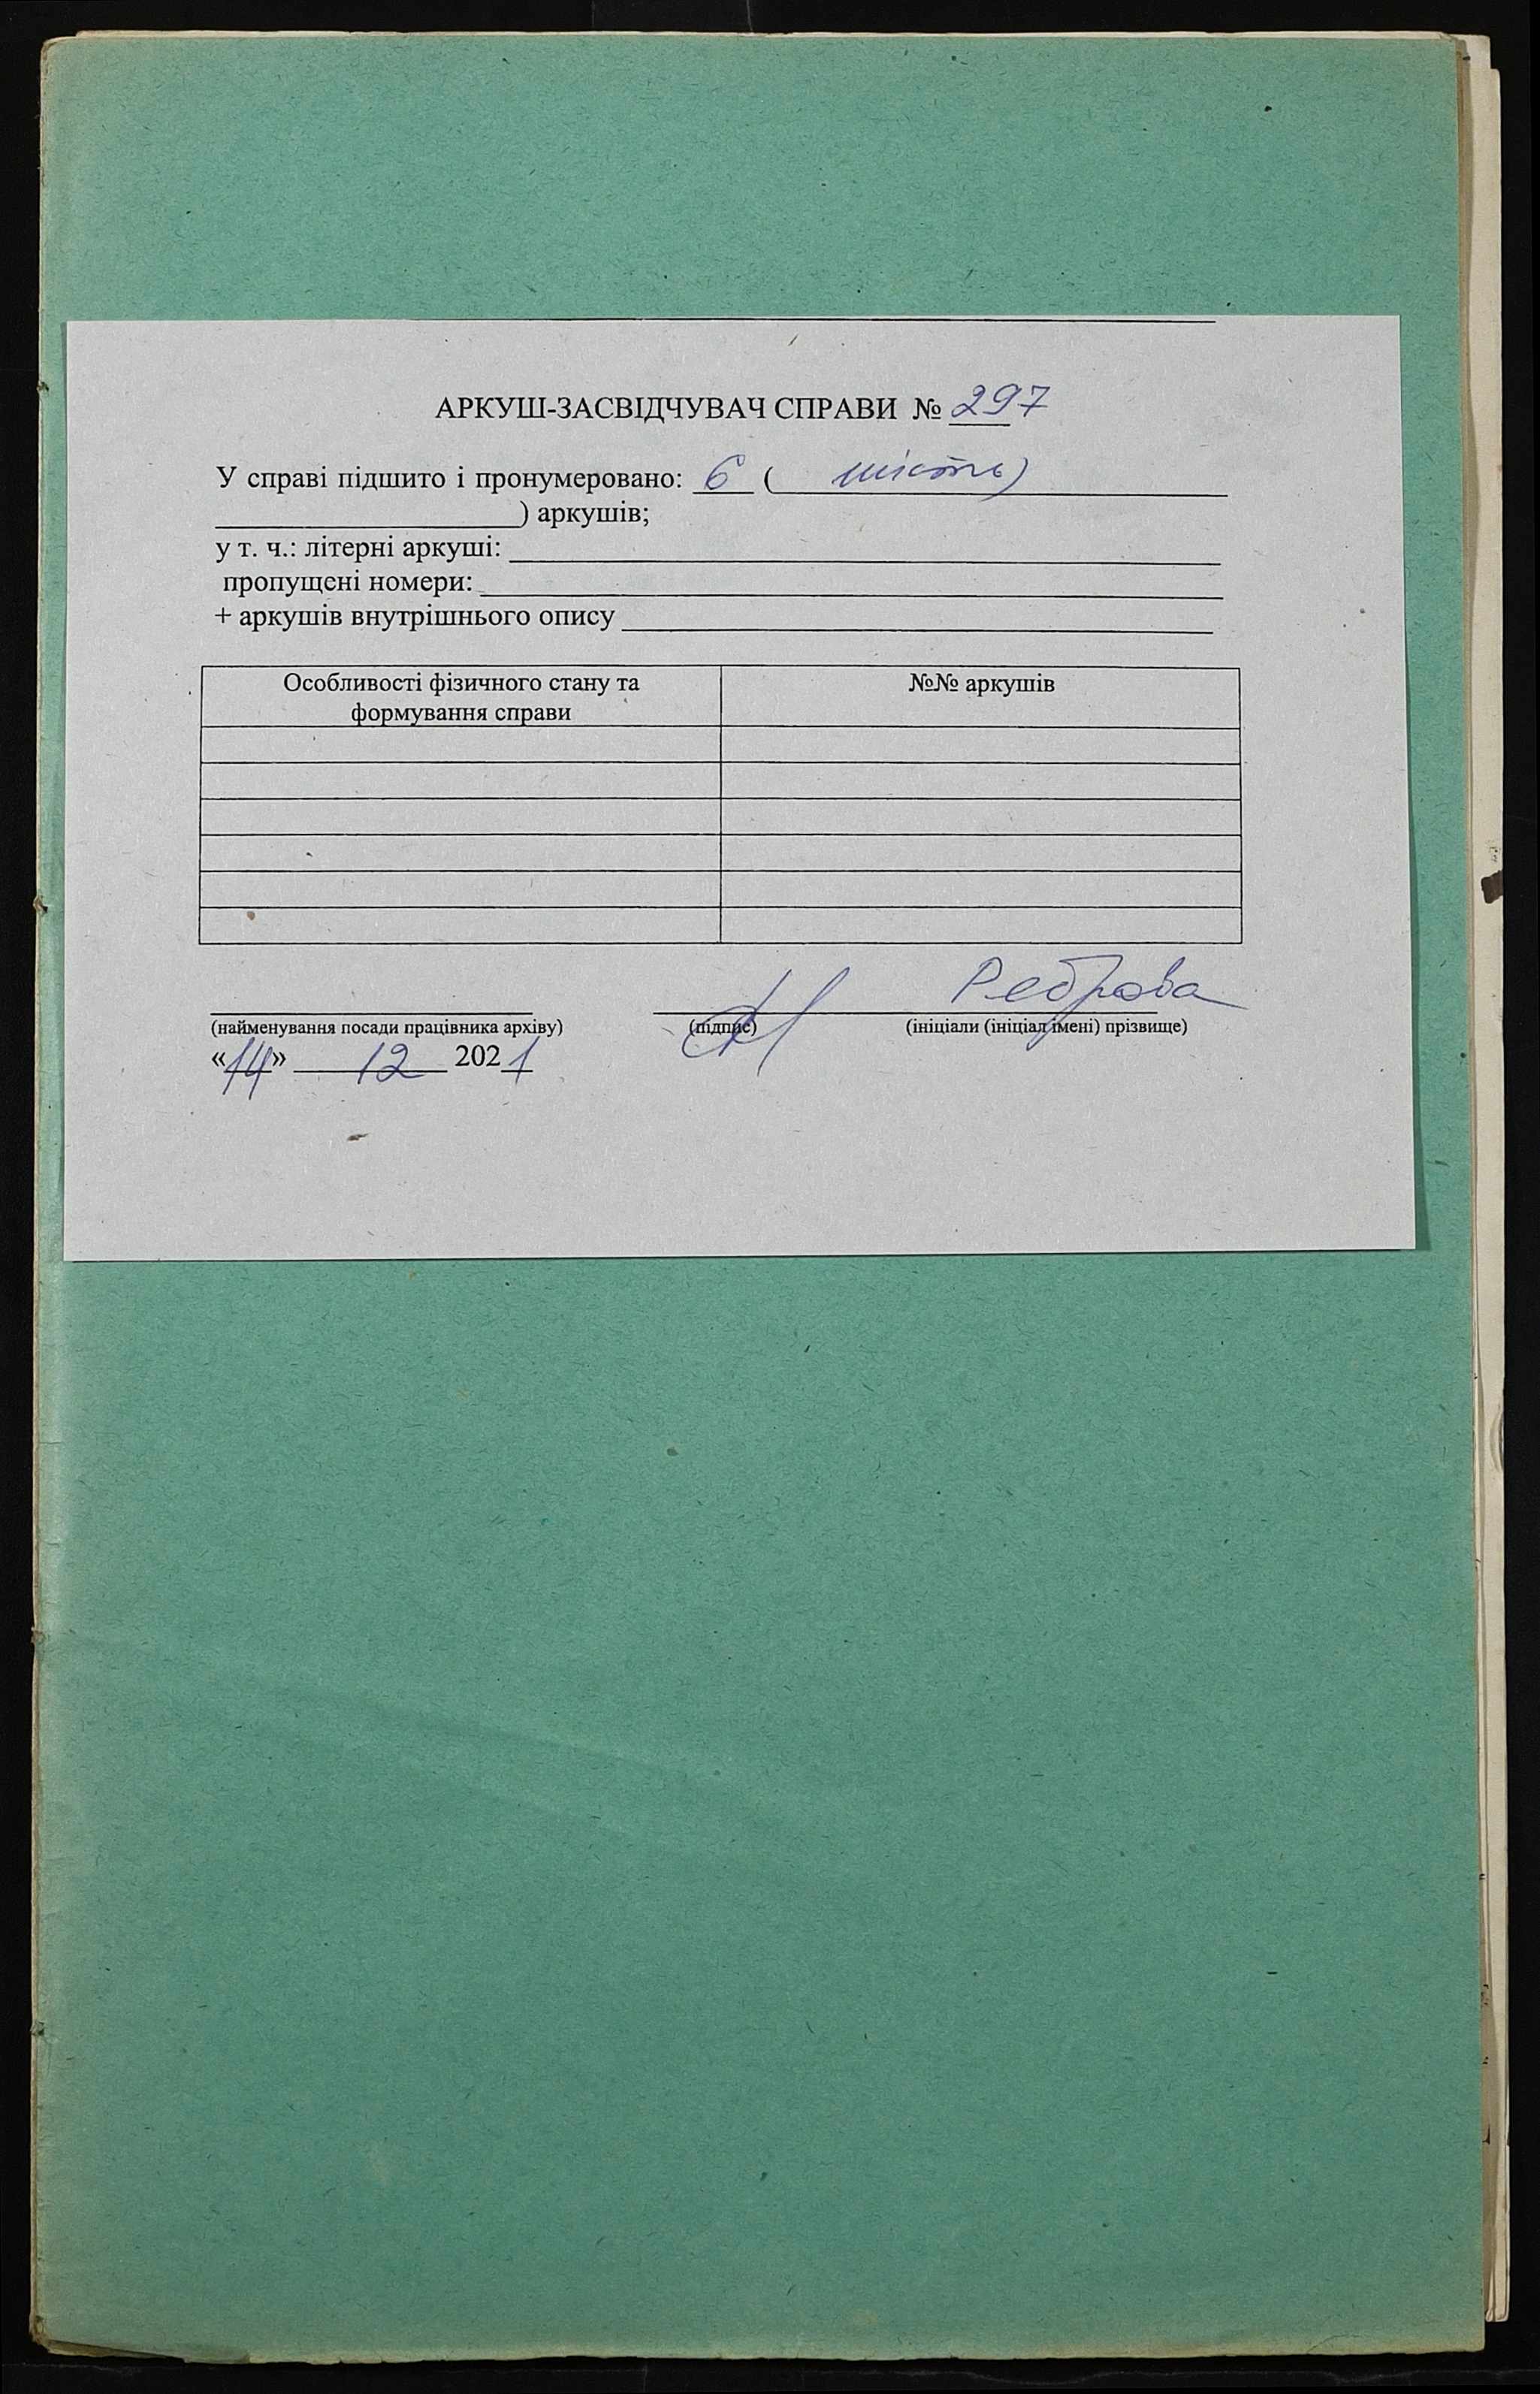 АРКУШ-ЗАСВІДЧУВАЧ СПРАВИ № 297
У справі підшито і пронумеровано: 6 ( шість)
) аркушів;
у т. ч.: літерні аркуші:
пропущені номери:
+ аркушів внутрішнього опису
Особливості фізичного стану та формування справи
№№ аркушів
Реброва
(найменування посади працівника архіву) (підпис) (ініціали (ініціал імені) прізвище)
«14» 12 2021